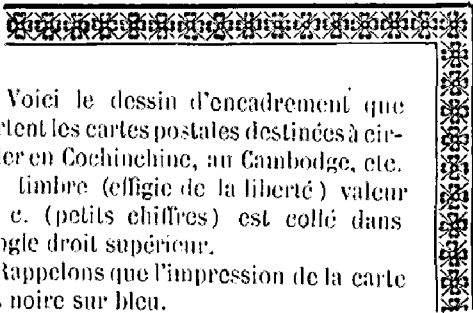 Voici le dessin d'encadrement que
rtent les cartes postales destinées à cir-
ler en Cochinchine, au Cambodge, etc.
timbre (effigie de la liberté) valeur
c. (petits chiffres) est collé dans
ngle droit supérieur.
Rappelons que l'impression de la carte
noire sur bleu.